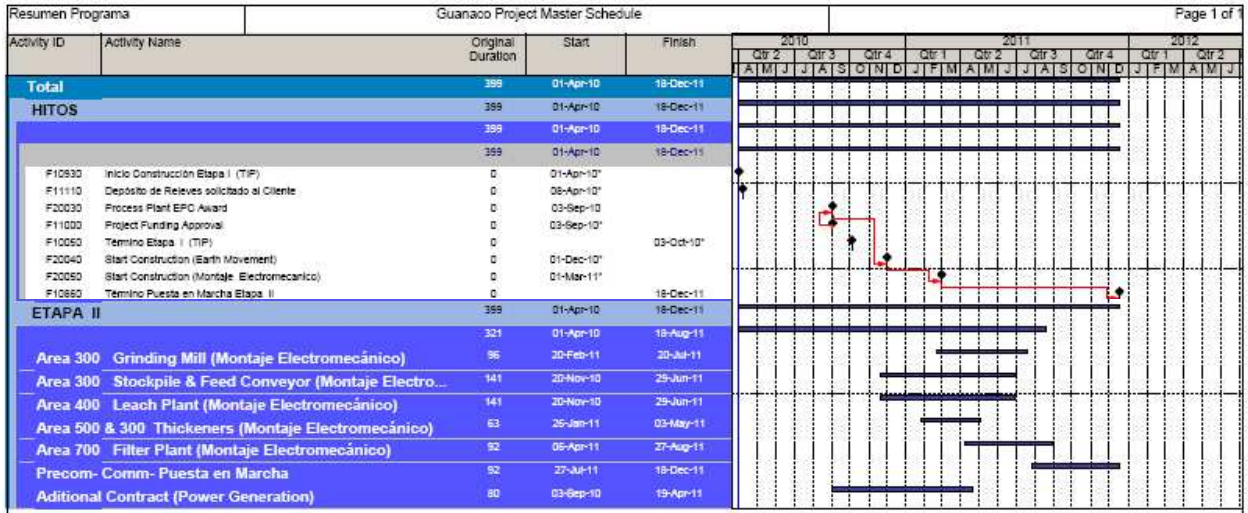 Resumen Programa Guanaco Project Master Schedule Page 1 of 1
Activity ID Activity Name Original Duration Start Finish 2010 2011 2012
Qtr 2 Qtr 3 Qtr 4 Qtr 1 Qtr 2 Qtr 3 Qtr 4 Qtr 1 Qtr 2
A M J J A S O N D J F M A M J J A S O N D J F M A M J
Total 399 01-Apr-10 18-Dec-11
HITOS 399 01-Apr-10 18-Dec-11
399 01-Apr-10 18-Dec-11
399 01-Apr-10 18-Dec-11
F10930 Inicio Construcción Etapa I (TIP) 0 01-Apr-10*
F11110 Depósito de Releves solicitado al Cliente 0 08-Apr-10*
F20030 Process Plant EPC Award 0 03-Sep-10
F11000 Project Funding Approval 0 03-Sep-10*
F10050 Término Etapa I (TIP) 0 03-Oct-10*
F20040 Start Construction (Earth Movement) 0 01-Dec-10*
F20050 Start Construction (Montaje Electromecanico) 0 01-Mar-11*
F10660 Término Puesta en Marcha Etapa II 0 18-Dec-11
ETAPA II 399 01-Apr-10 18-Dec-11
321 01-Apr-10 18-Aug-11
Area 300 Grinding Mill (Montaje Electromecánico) 96 20-Feb-11 20-Jul-11
Area 300 Stockpile & Feed Conveyor (Montaje Electro... 141 20-Nov-10 29-Jun-11
Area 400 Leach Plant (Montaje Electromecánico) 141 20-Nov-10 29-Jun-11
Area 500 & 300 Thickeners (Montaje Electromecánico) 63 26-Jan-11 03-May-11
Area 700 Filter Plant (Montaje Electromecánico) 92 06-Apr-11 27-Aug-11
Precom- Comm- Puesta en Marcha 92 27-Jul-11 18-Dec-11
Aditional Contract (Power Generation) 80 03-Sep-10 19-Apr-11